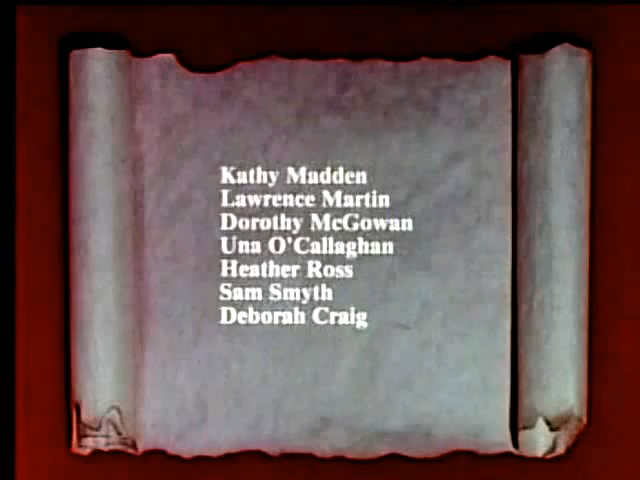 Kathy Madden
Lawrence Martin
Dorothy McGowan
Una O'Callaghan
Heather Ross
Sam Smyth
Deborah Craig